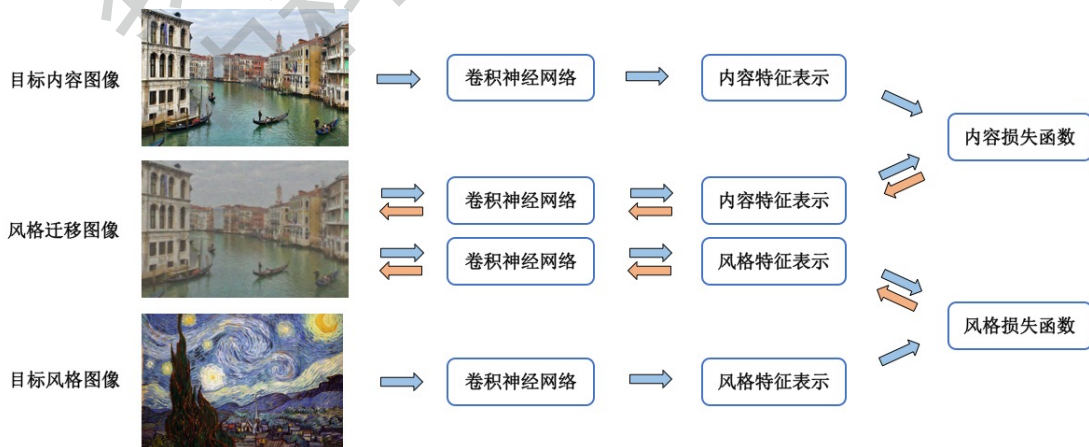 目标内容图像
卷积神经网络
内容特征表示
内容损失函数
风格迁移图像
卷积神经网络
内容特征表示
卷积神经网络
风格特征表示
风格损失函数
目标风格图像
卷积神经网络
风格特征表示